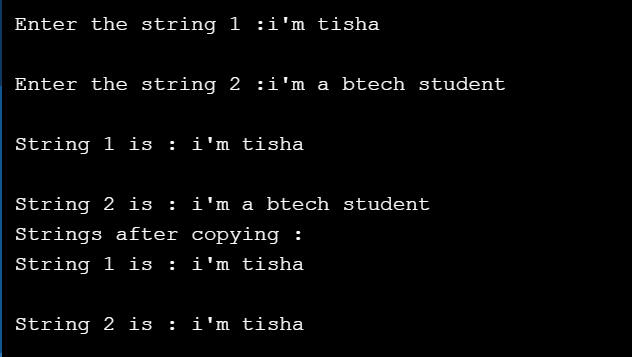 Enter the string 1 :i'm tisha
Enter the string 2 :i'm a btech student
String 1 is : i'm tisha
String 2 is : i'm a btech student
Strings after copying :
String 1 is : i'm tisha
String 2 is : i'm tisha